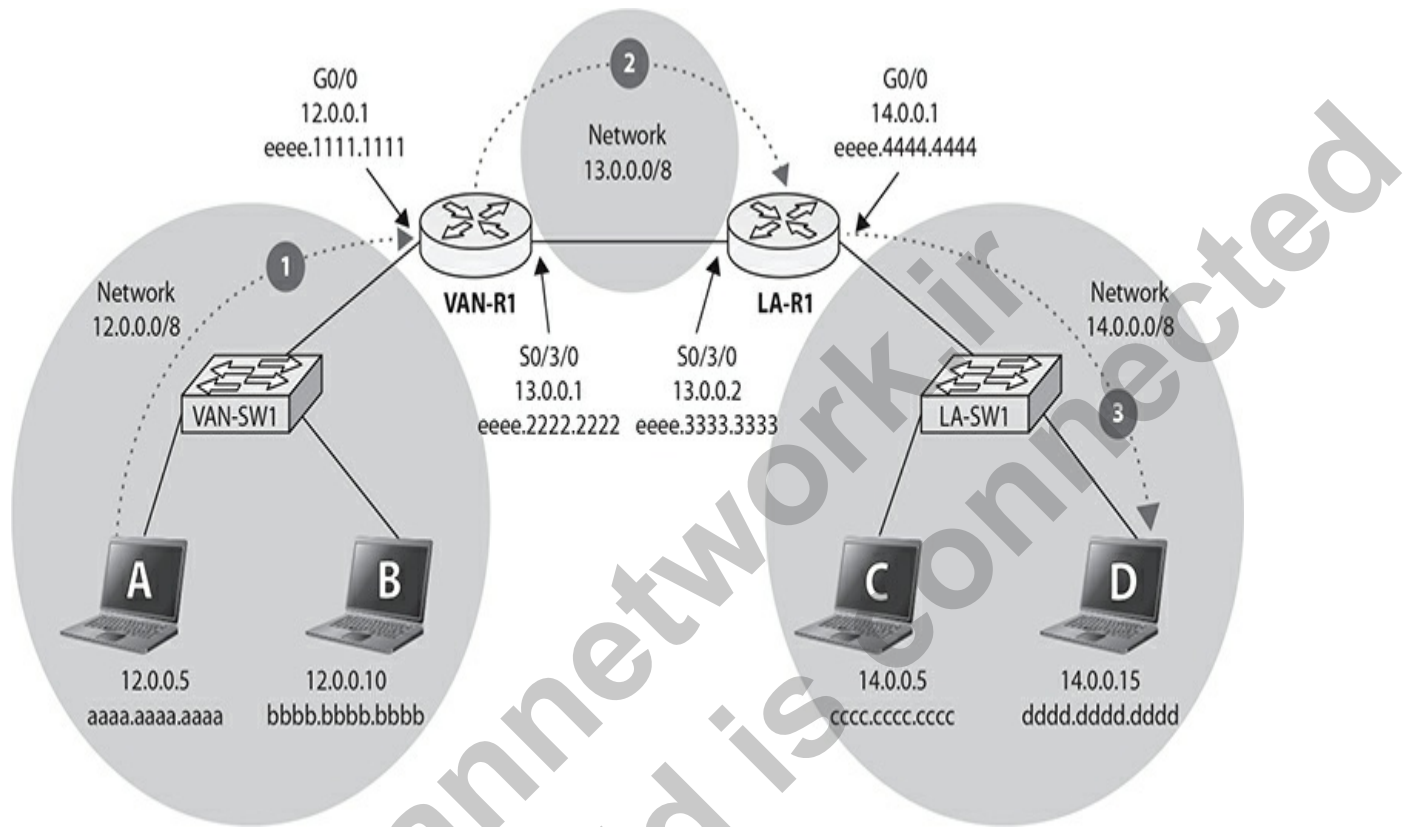 G0/0
12.0.0.1
eeee.1111.1111
2
Network
13.0.0.0/8
G0/0
14.0.0.1
eeee.4444.4444
1
Network
12.0.0.0/8
VAN-R1
LA-R1
Network
14.0.0.0/8
S0/3/0
13.0.0.1
eeee.2222.2222
S0/3/0
13.0.0.2
eeee.3333.3333
VAN-SW1
LA-SW1
3
A
B
C
D
12.0.0.5
aaaa.aaaa.aaaa
12.0.0.10
bbbb.bbbb.bbbb
14.0.0.5
cccc.cccc.cccc
14.0.0.15
dddd.dddd.dddd
annetwork.ir
is connected